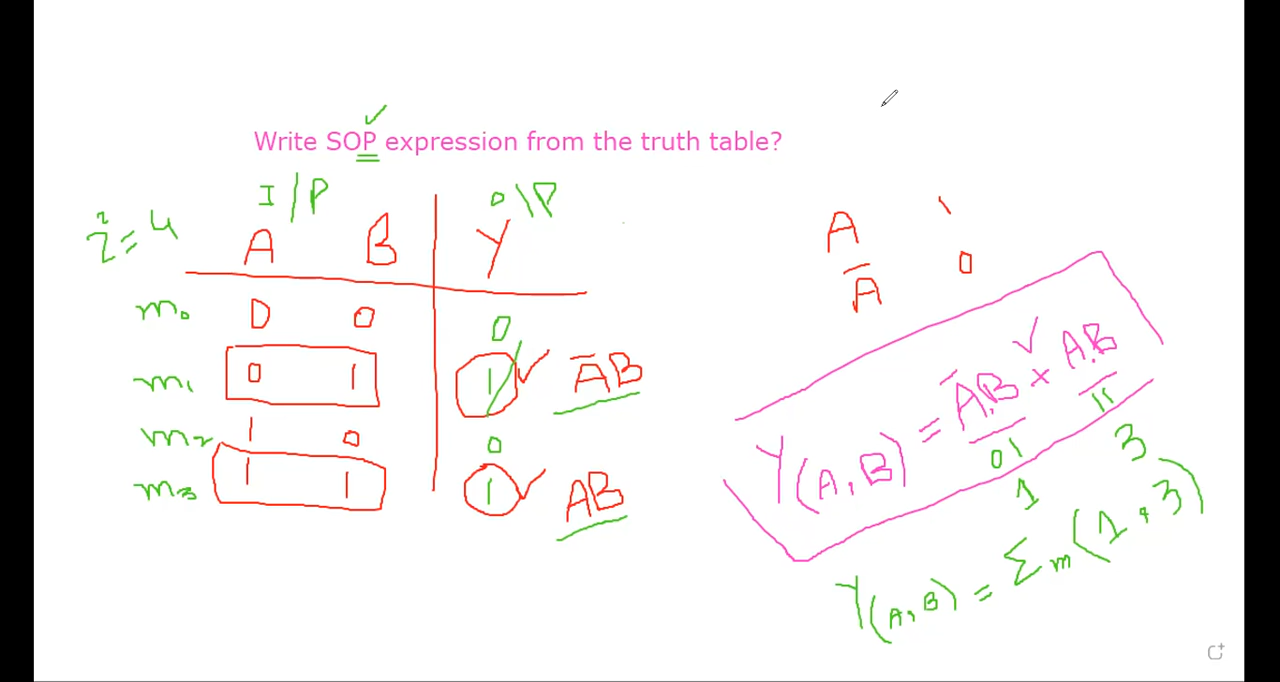 Write SOP expression from the truth table?
I/P O\P
2² = 4
A B Y
m₀ 0 0 0
m₁ 0 1 1 A̅B
m₂ 1 0 0
m₃ 1 1 1 AB
A 1
A̅ 0
Y(A,B) = A̅.B + A.B
01 11
1 3
Y(A,B) = Σm(1,3)